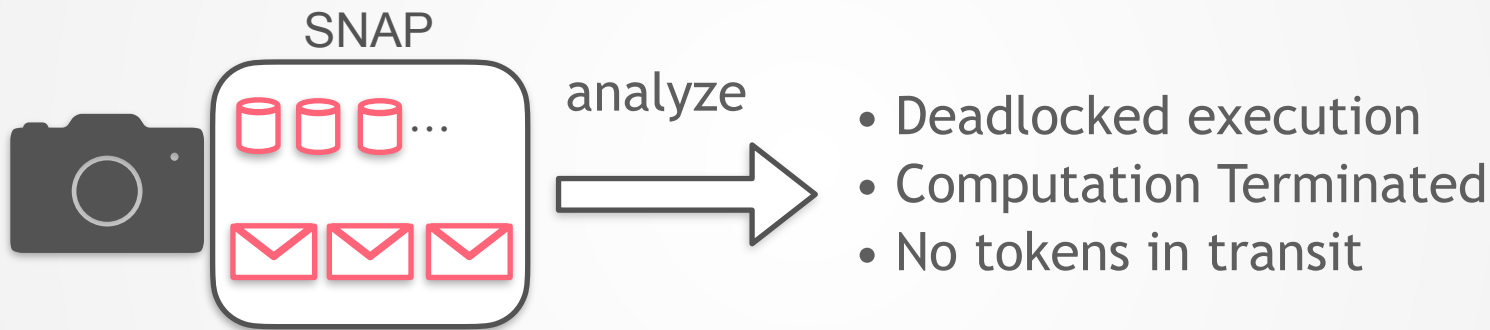 SNAP
...
analyze
• Deadlocked execution
• Computation Terminated
• No tokens in transit